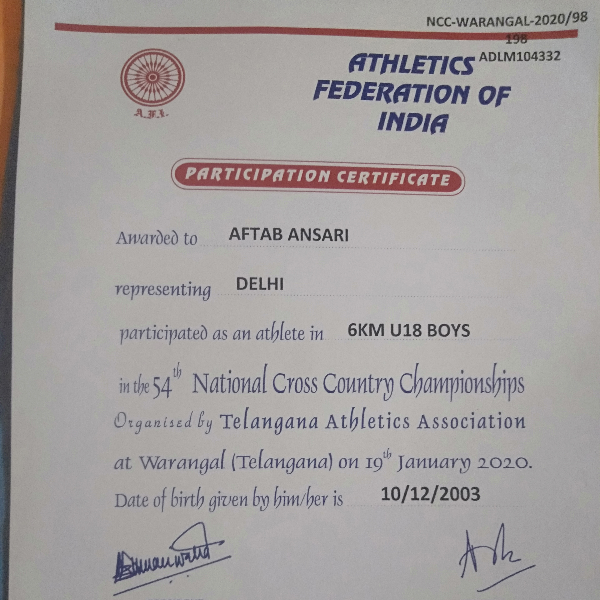 NCC-WARANGAL-2020/98
198
ADLM104332
ATHLETICS
FEDERATION OF
INDIA
A.F.I.
PARTICIPATION CERTIFICATE
Awarded to AFTAB ANSARI
representing DELHI
participated as an athlete in 6KM U18 BOYS
in the 54th National Cross Country Championships
Organised by Telangana Athletics Association
at Warangal (Telangana) on 19th January 2020.
Date of birth given by him/her is 10/12/2003